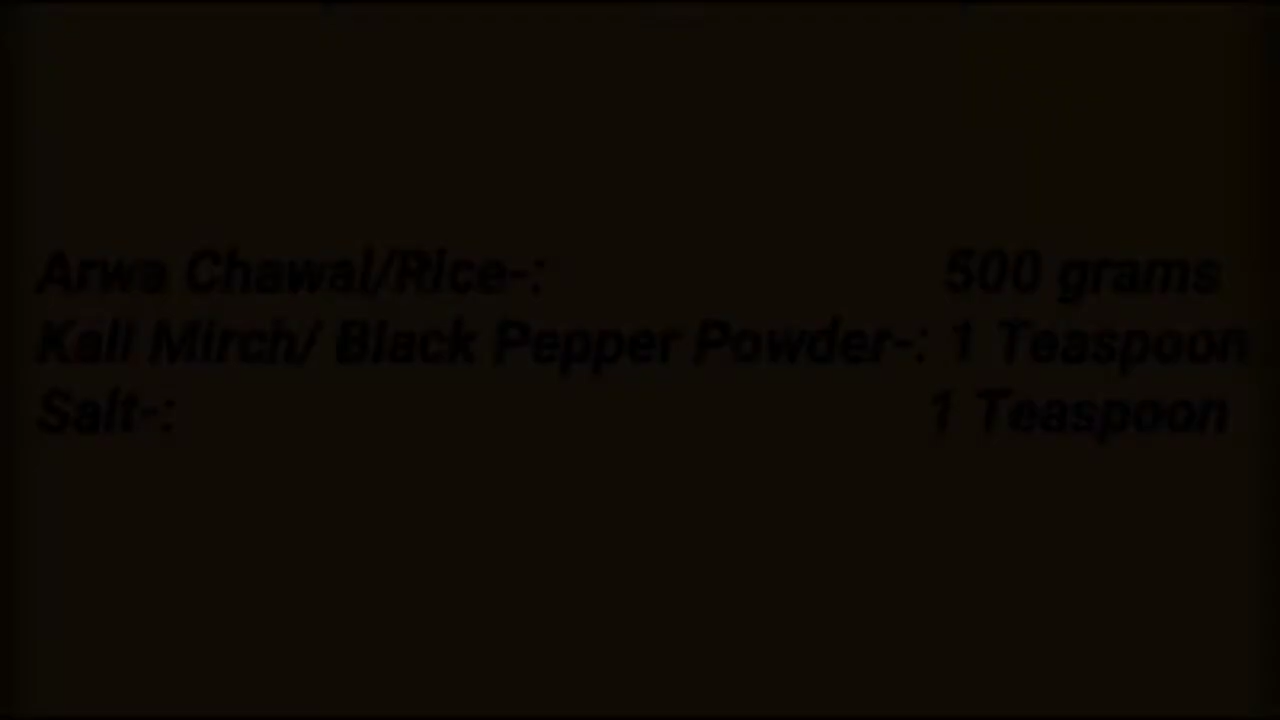 Arwa Chawal/Rice-: 500 grams
Kali Mirch/ Black Pepper Powder-: 1 Teaspoon
Salt-: 1 Teaspoon